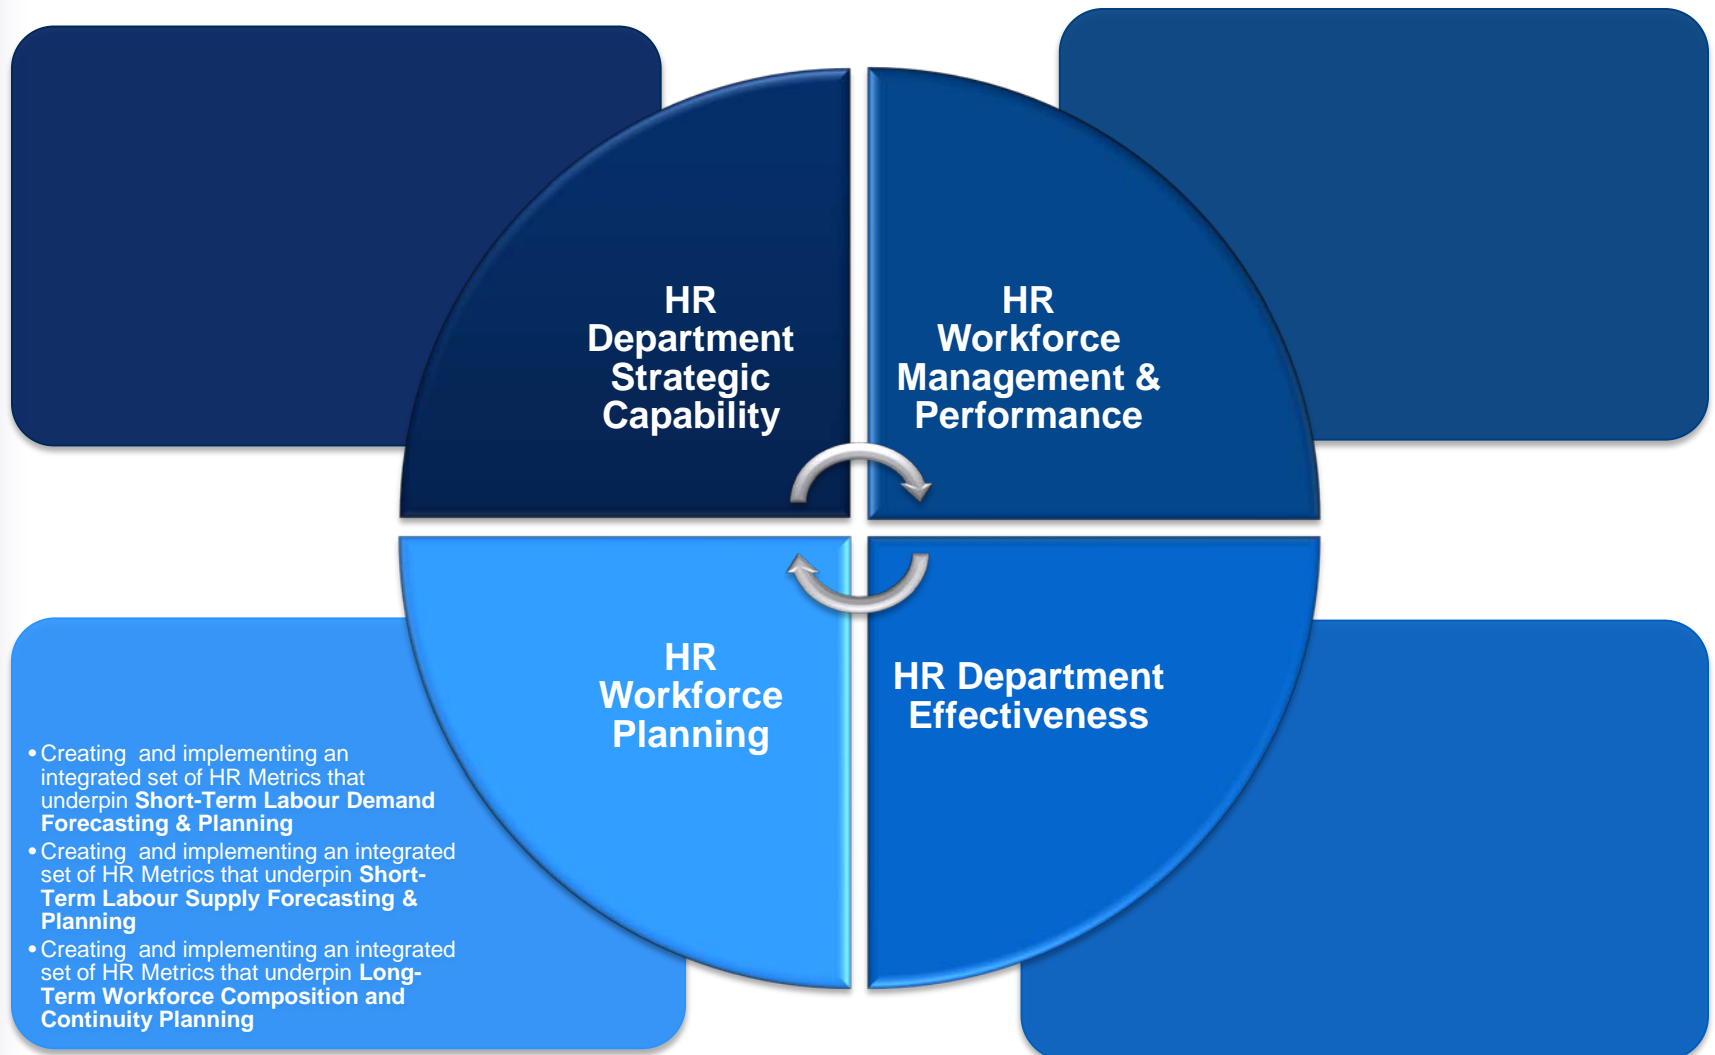 HR
Department
Strategic
Capability
HR
Workforce
Management &
Performance
HR
Workforce
Planning
HR Department
Effectiveness
• Creating  and implementing an
integrated set of HR Metrics that
underpin Short-Term Labour Demand
Forecasting & Planning
• Creating  and implementing an integrated
set of HR Metrics that underpin Short-
Term Labour Supply Forecasting &
Planning
• Creating  and implementing an integrated
set of HR Metrics that underpin Long-
Term Workforce Composition and
Continuity Planning